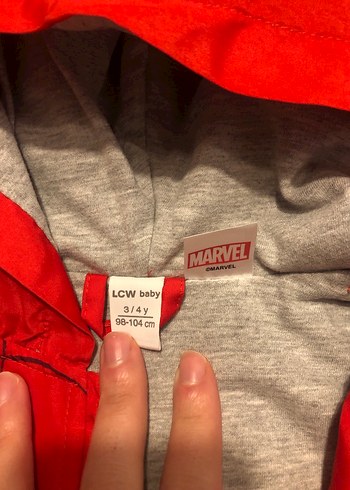 MARVEL
©MARVEL
LCW baby
3 / 4 y
98-104 cm